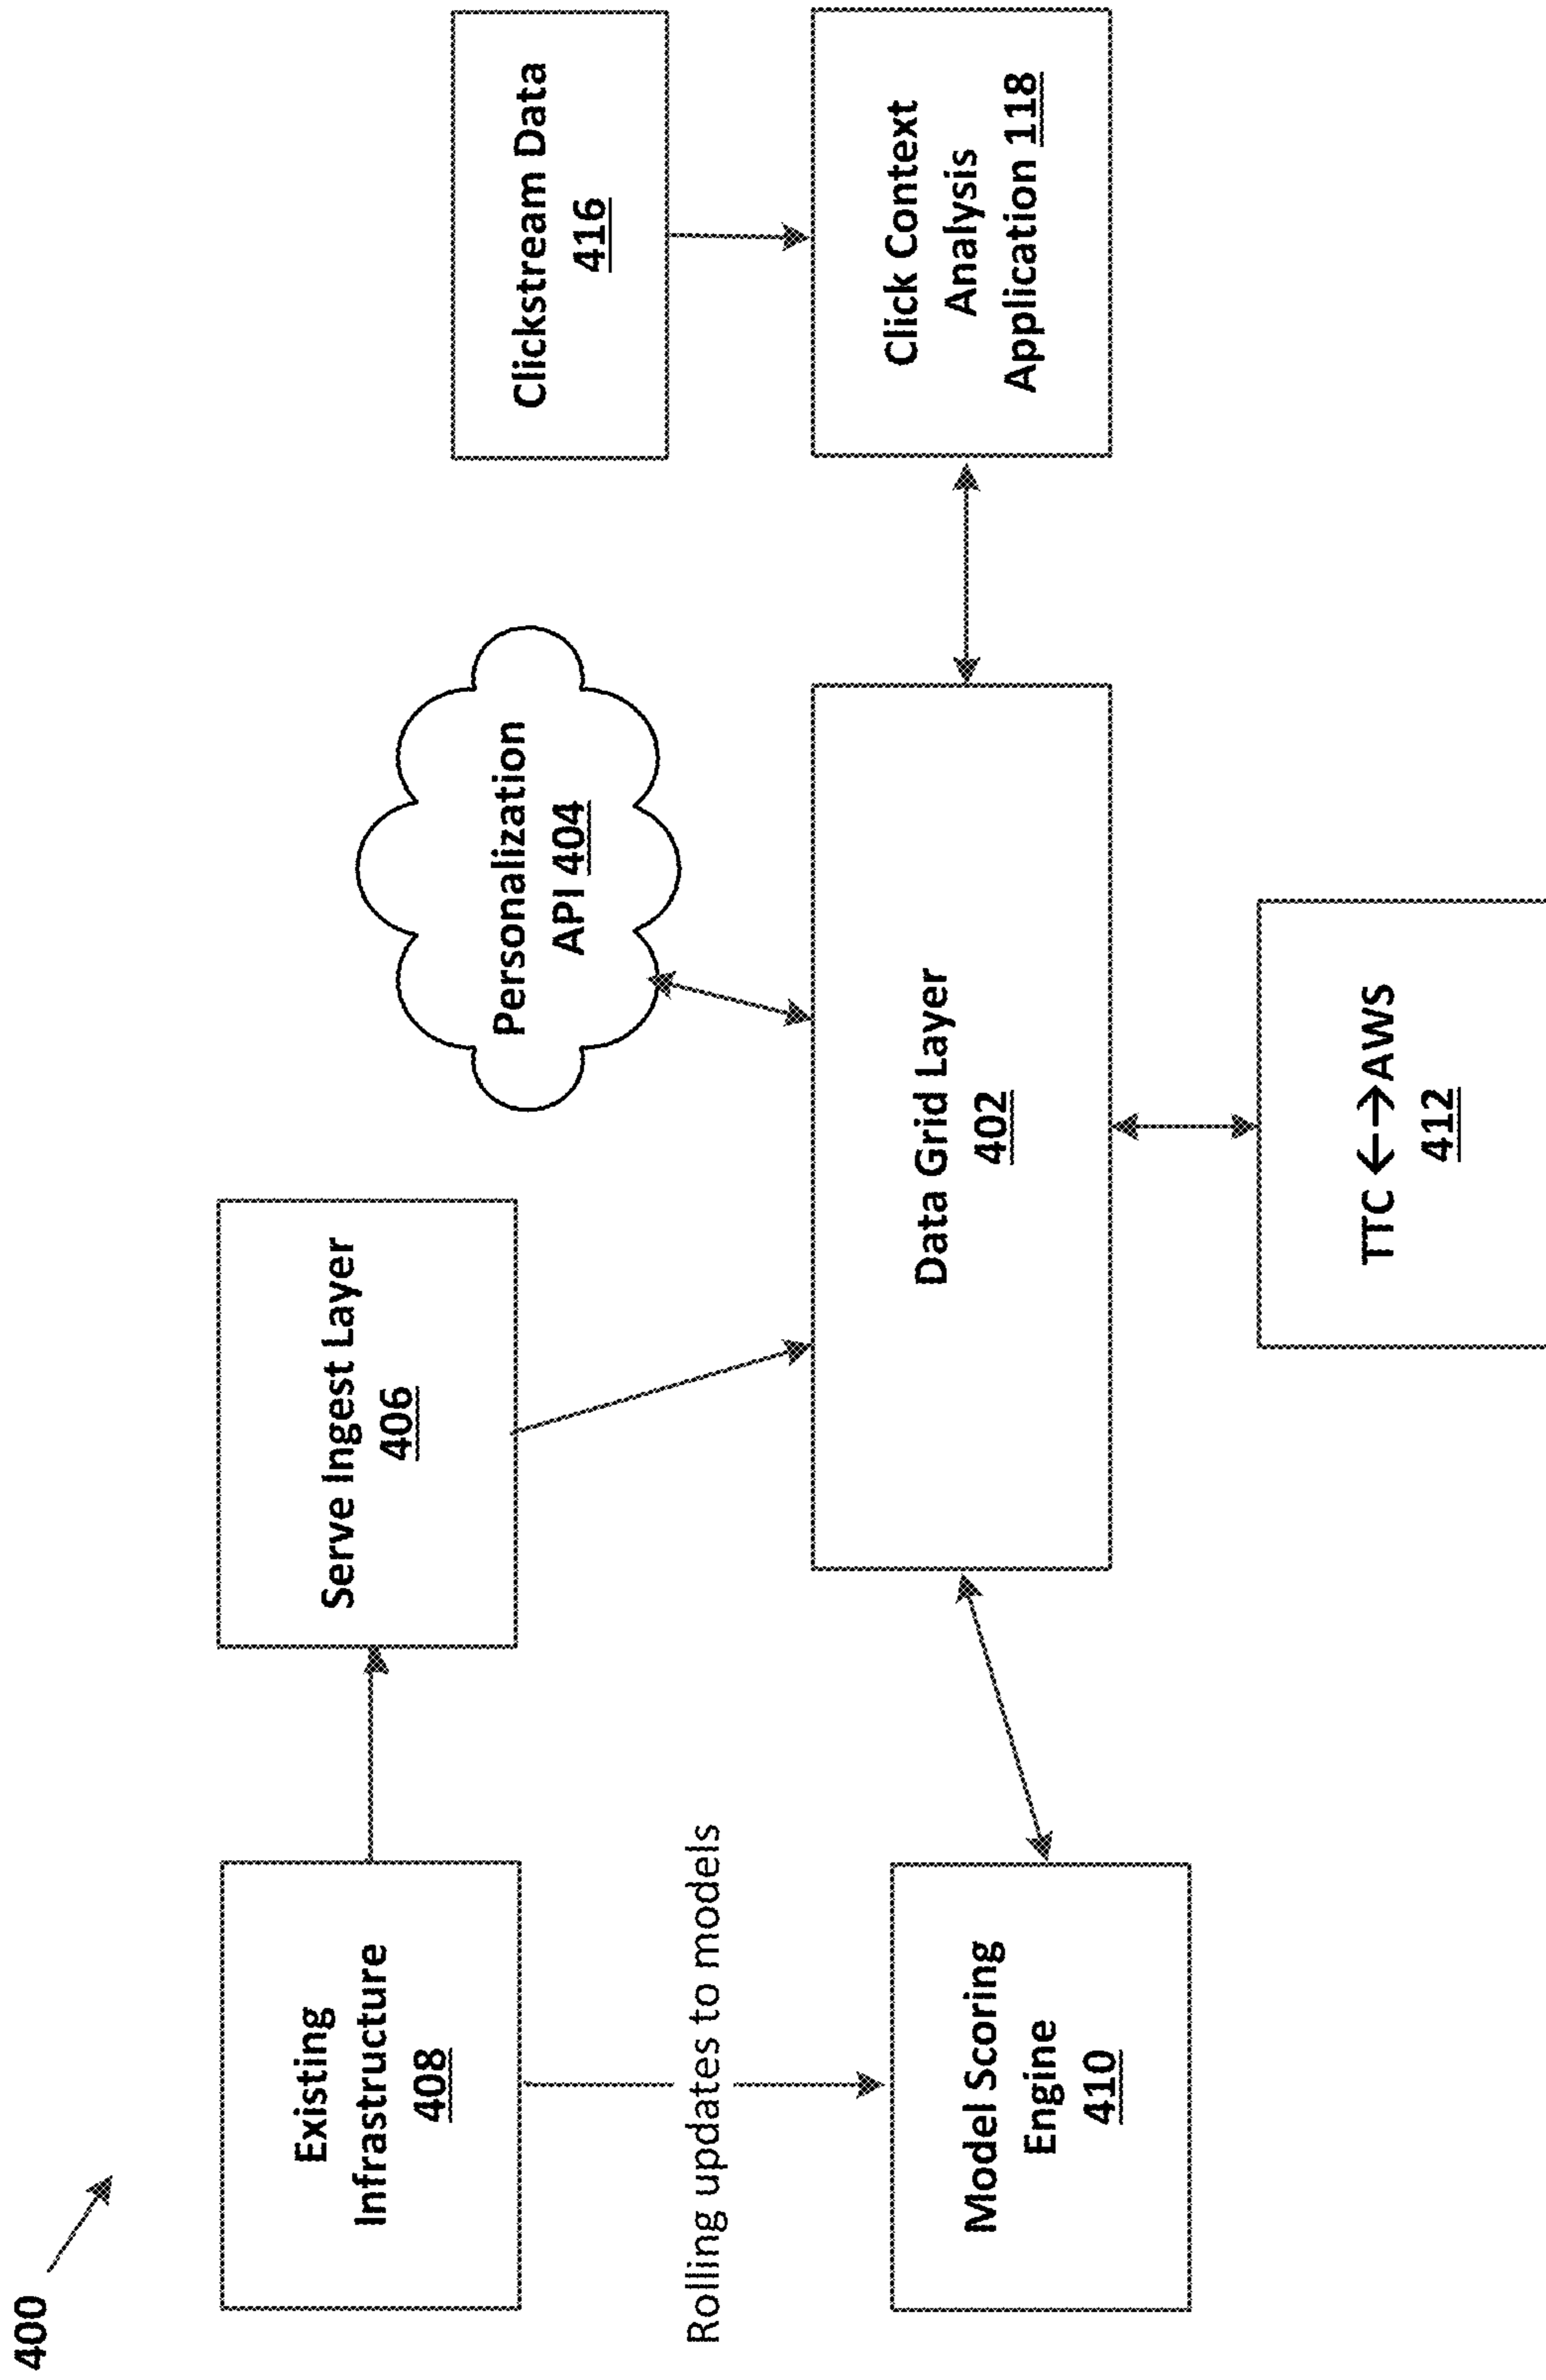 400
Existing
Infrastructure
408
Serve Ingest Layer
406
Personalization
API 404
Clickstream Data
416
Rolling updates to models
Model Scoring
Engine
410
Data Grid Layer
402
Click Context
Analysis
Application 118
TTC ←→AWS
412